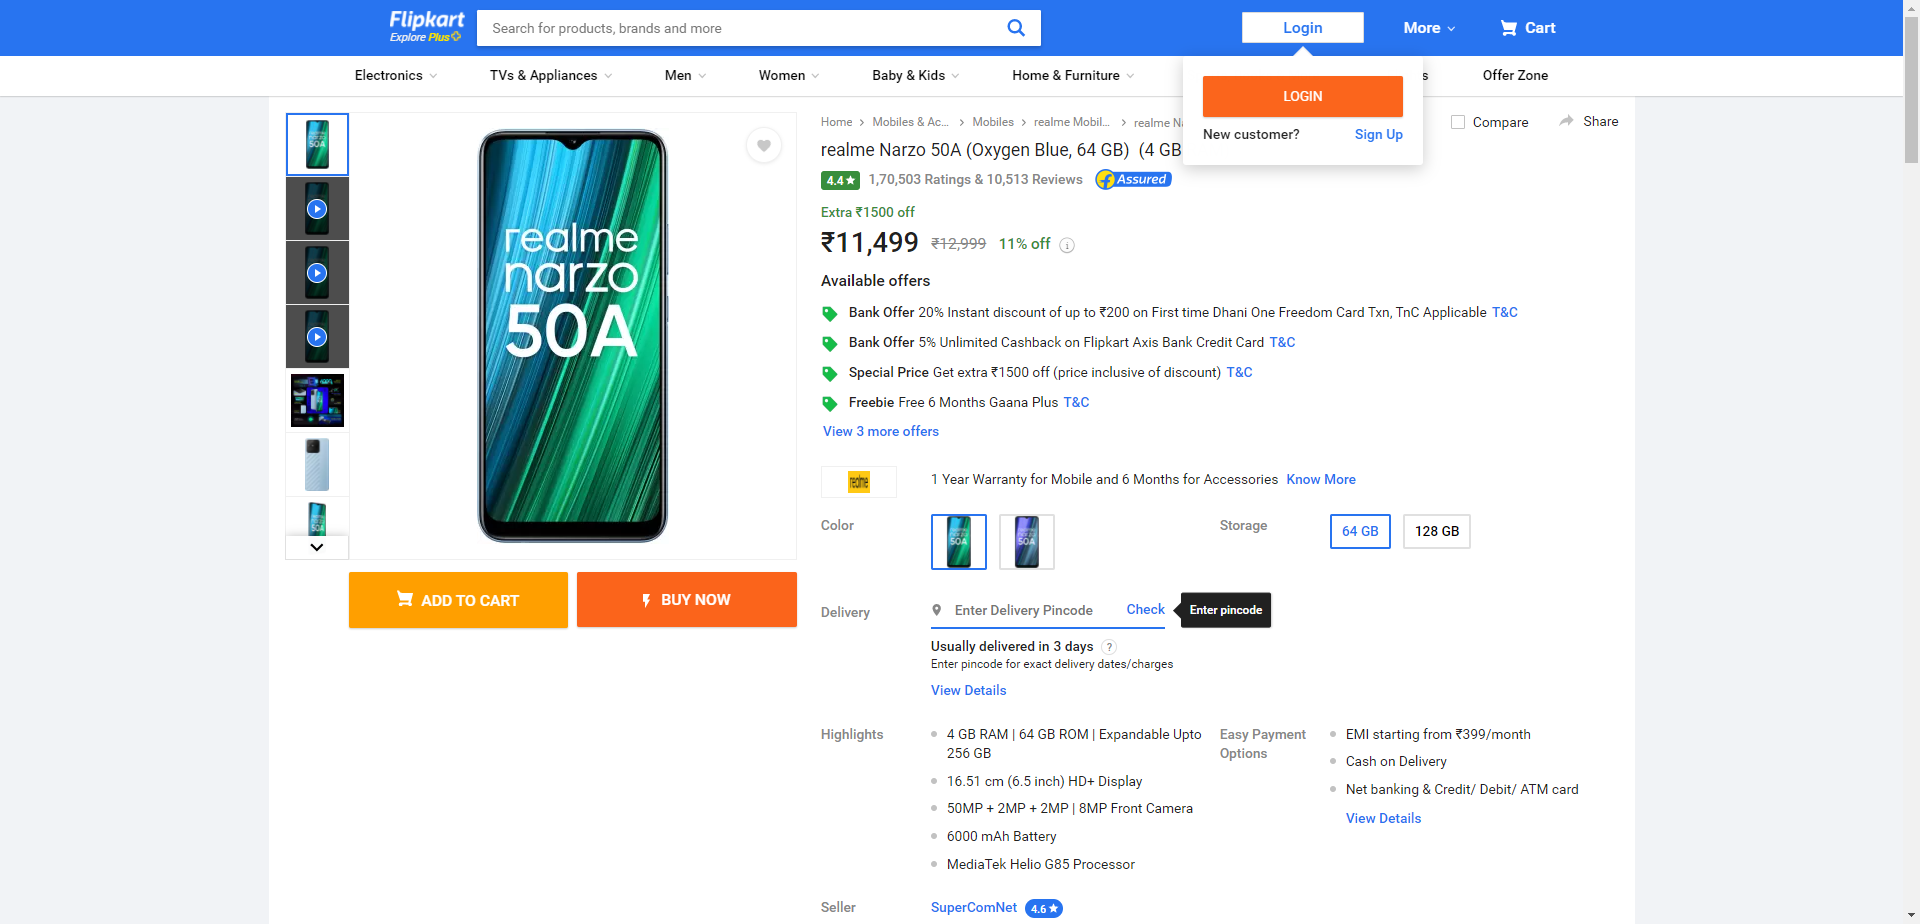 Flipkart
Explore Plus
Search for products, brands and more
Login
More
Cart
Electronics
TVs & Appliances
Men
Women
Baby & Kids
Home & Furniture
s
Offer Zone
LOGIN
New customer? Sign Up
Home
Mobiles & Ac...
Mobiles
realme Mobil...
realme N
Compare
Share
realme Narzo 50A (Oxygen Blue, 64 GB) (4 GB
4.4
1,70,503 Ratings & 10,513 Reviews
Assured
Extra ₹1500 off
₹11,499 ₹12,999 11% off
Available offers
Bank Offer 20% Instant discount of up to ₹200 on First time Dhani One Freedom Card Txn, TnC Applicable T&C
Bank Offer 5% Unlimited Cashback on Flipkart Axis Bank Credit Card T&C
Special Price Get extra ₹1500 off (price inclusive of discount) T&C
Freebie Free 6 Months Gaana Plus T&C
View 3 more offers
realme
narzo
50A
ADD TO CART
BUY NOW
realme
1 Year Warranty for Mobile and 6 Months for Accessories Know More
Color
Storage
64 GB
128 GB
Delivery
Enter Delivery Pincode
Check
Enter pincode
Usually delivered in 3 days ?
Enter pincode for exact delivery dates/charges
View Details
Highlights
4 GB RAM | 64 GB ROM | Expandable Upto
256 GB
16.51 cm (6.5 inch) HD+ Display
50MP + 2MP + 2MP | 8MP Front Camera
6000 mAh Battery
MediaTek Helio G85 Processor
Easy Payment
Options
EMI starting from ₹399/month
Cash on Delivery
Net banking & Credit/ Debit/ ATM card
View Details
Seller
SuperComNet
4.6